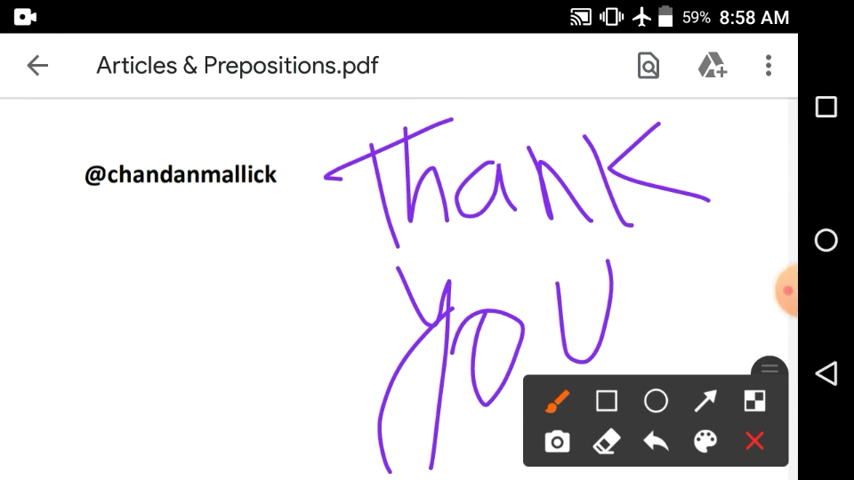 59% 8:58 AM
Articles & Prepositions.pdf
@chandanmallick
Thank
you